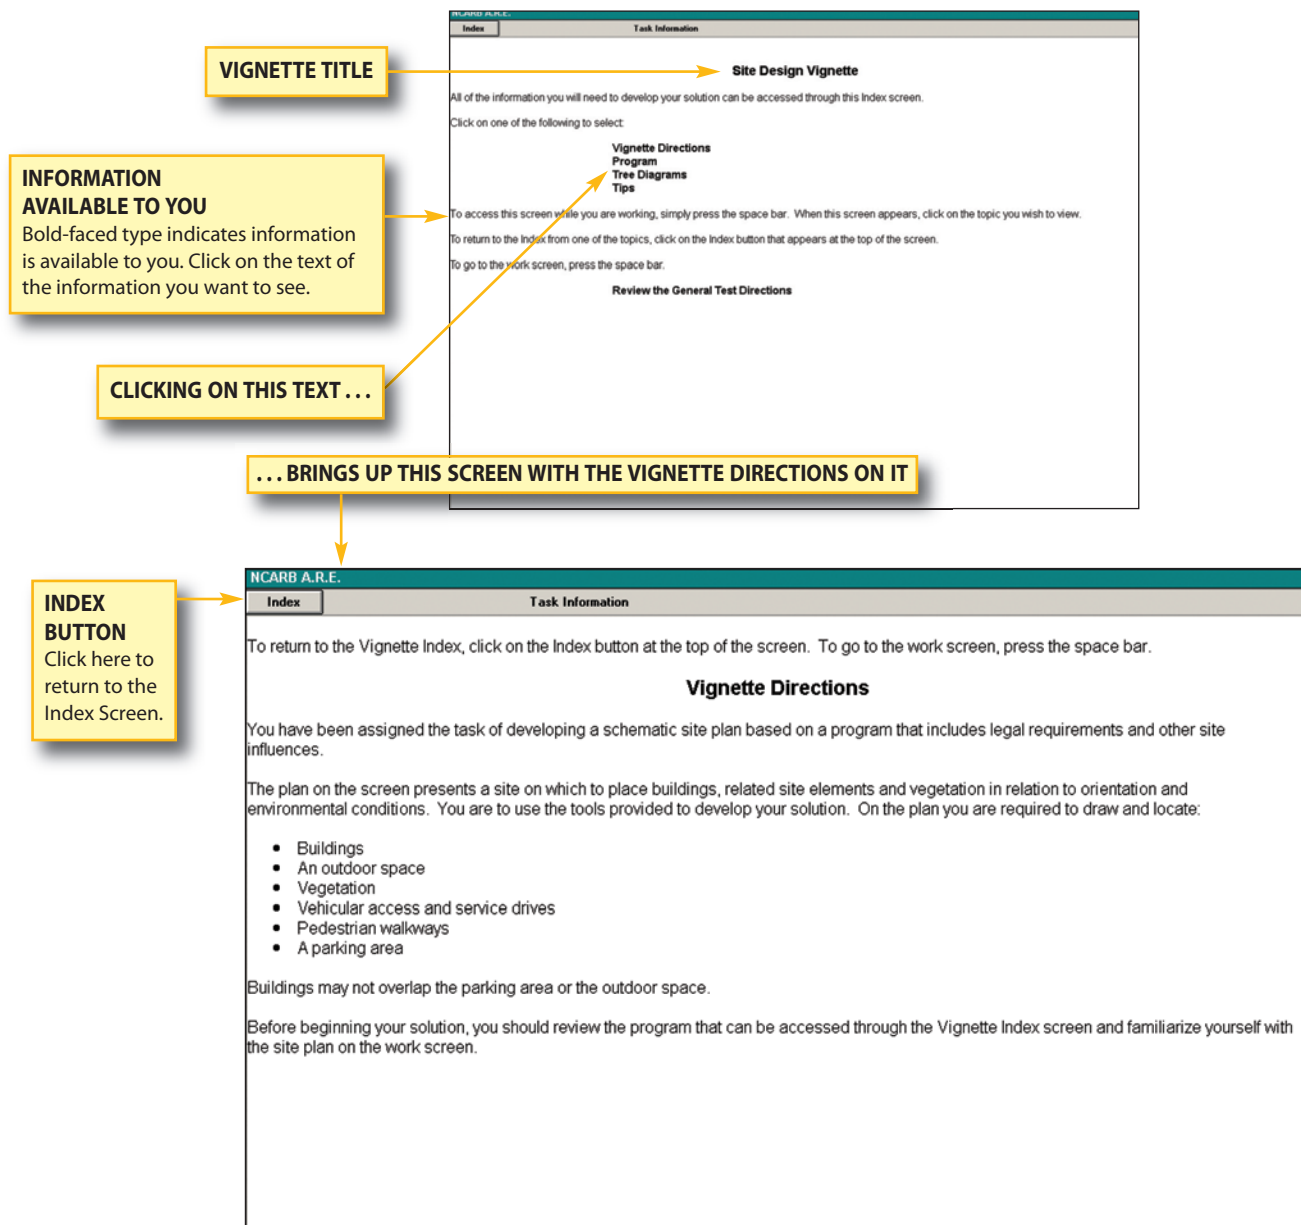 NCARB A.R.E.
Index
Task Information
VIGNETTE TITLE
Site Design Vignette
All of the information you will need to develop your solution can be accessed through this Index screen.
Click on one of the following to select:
Vignette Directions
Program
Tree Diagrams
Tips
INFORMATION
AVAILABLE TO YOU
Bold-faced type indicates information
is available to you. Click on the text of
the information you want to see.
To access this screen while you are working, simply press the space bar. When this screen appears, click on the topic you wish to view.
To return to the Index from one of the topics, click on the Index button that appears at the top of the screen.
To go to the work screen, press the space bar.
Review the General Test Directions
CLICKING ON THIS TEXT . . .
. . . BRINGS UP THIS SCREEN WITH THE VIGNETTE DIRECTIONS ON IT
NCARB A.R.E.
Index
Task Information
INDEX
BUTTON
Click here to
return to the
Index Screen.
To return to the Vignette Index, click on the Index button at the top of the screen. To go to the work screen, press the space bar.
Vignette Directions
You have been assigned the task of developing a schematic site plan based on a program that includes legal requirements and other site
influences.
The plan on the screen presents a site on which to place buildings, related site elements and vegetation in relation to orientation and
environmental conditions. You are to use the tools provided to develop your solution. On the plan you are required to draw and locate:
• Buildings
• An outdoor space
• Vegetation
• Vehicular access and service drives
• Pedestrian walkways
• A parking area
Buildings may not overlap the parking area or the outdoor space.
Before beginning your solution, you should review the program that can be accessed through the Vignette Index screen and familiarize yourself with
the site plan on the work screen.